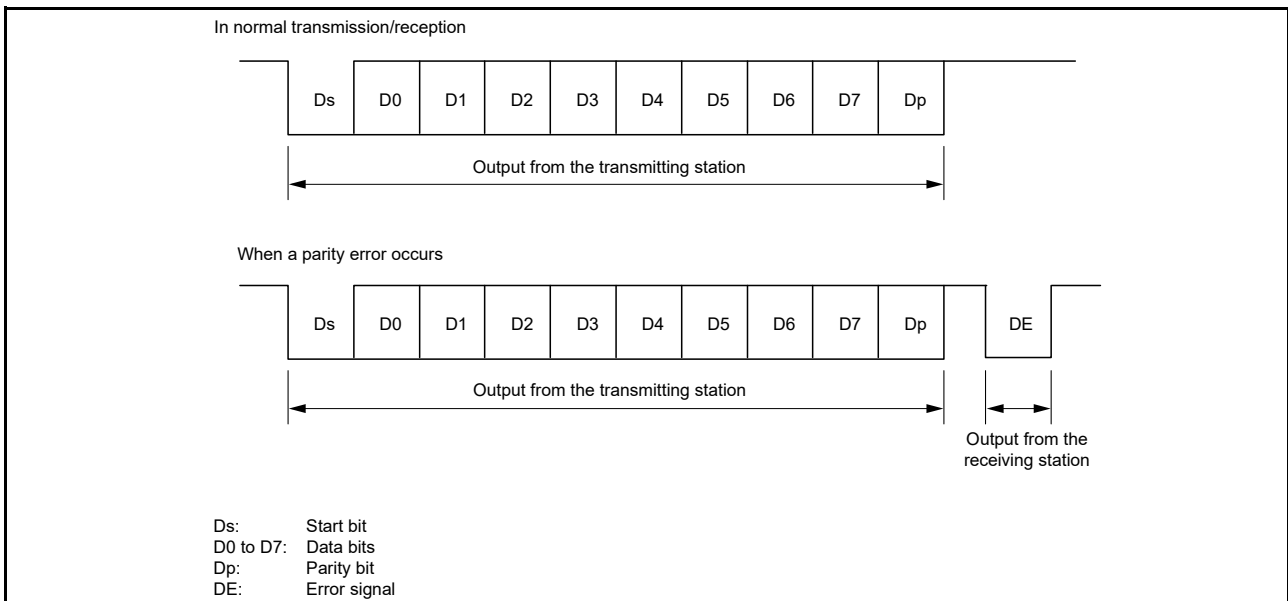 In normal transmission/reception
Ds D0 D1 D2 D3 D4 D5 D6 D7 Dp
Output from the transmitting station
When a parity error occurs
Ds D0 D1 D2 D3 D4 D5 D6 D7 Dp DE
Output from the transmitting station
Output from the
receiving station
Ds: Start bit
D0 to D7: Data bits
Dp: Parity bit
DE: Error signal